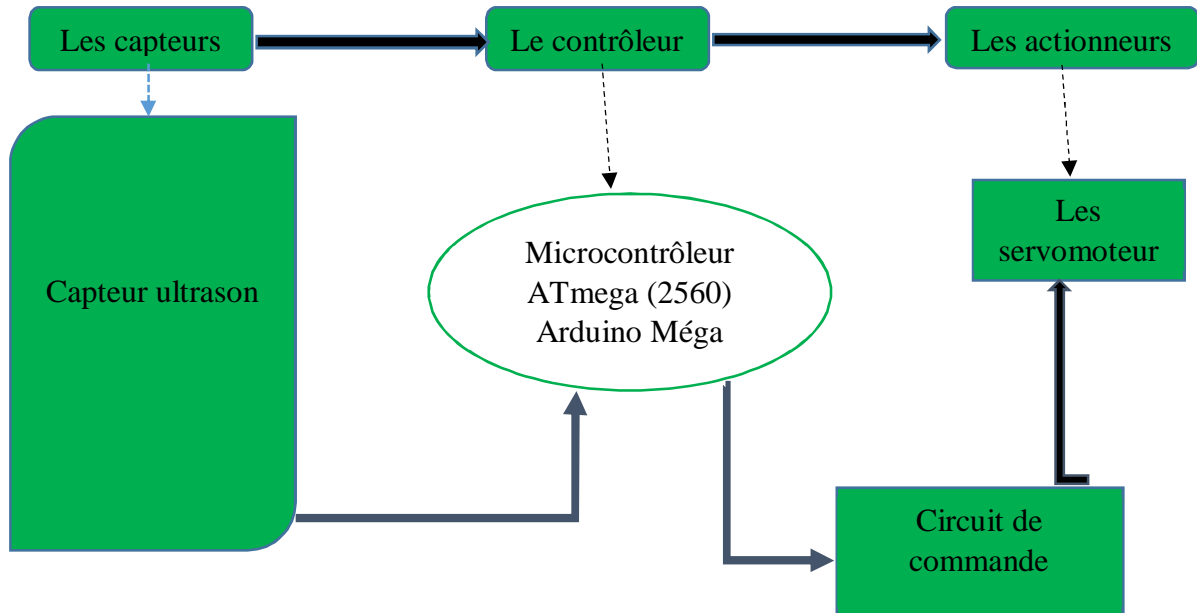 Les capteurs
Le contrôleur
Les actionneurs
Capteur ultrason
Microcontrôleur
ATmega (2560)
Arduino Méga
Les
servomoteur
Circuit de
commande